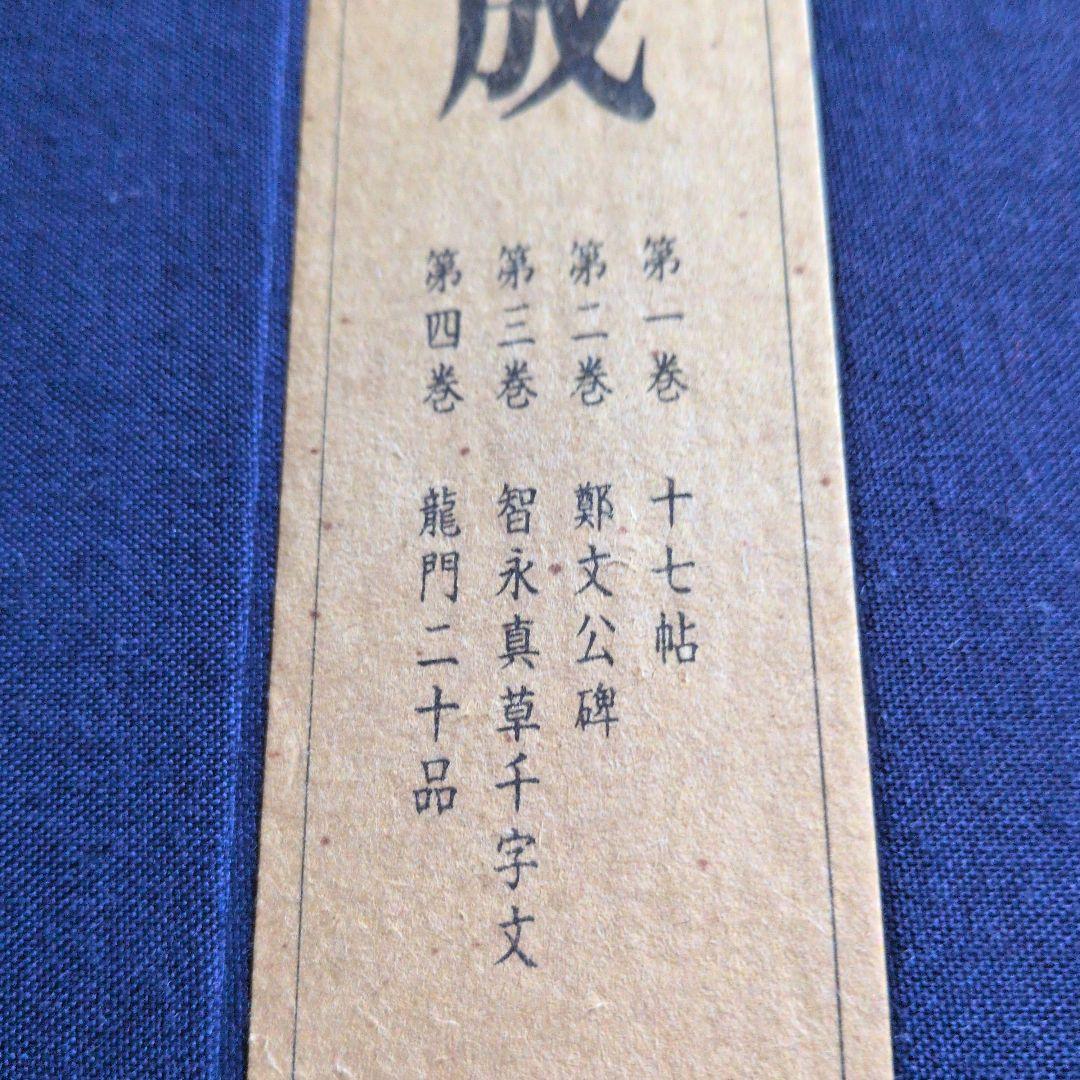 成
第一巻 十七帖
第二巻 鄭文公碑
第三巻 智永真草千字文
第四巻 龍門二十品